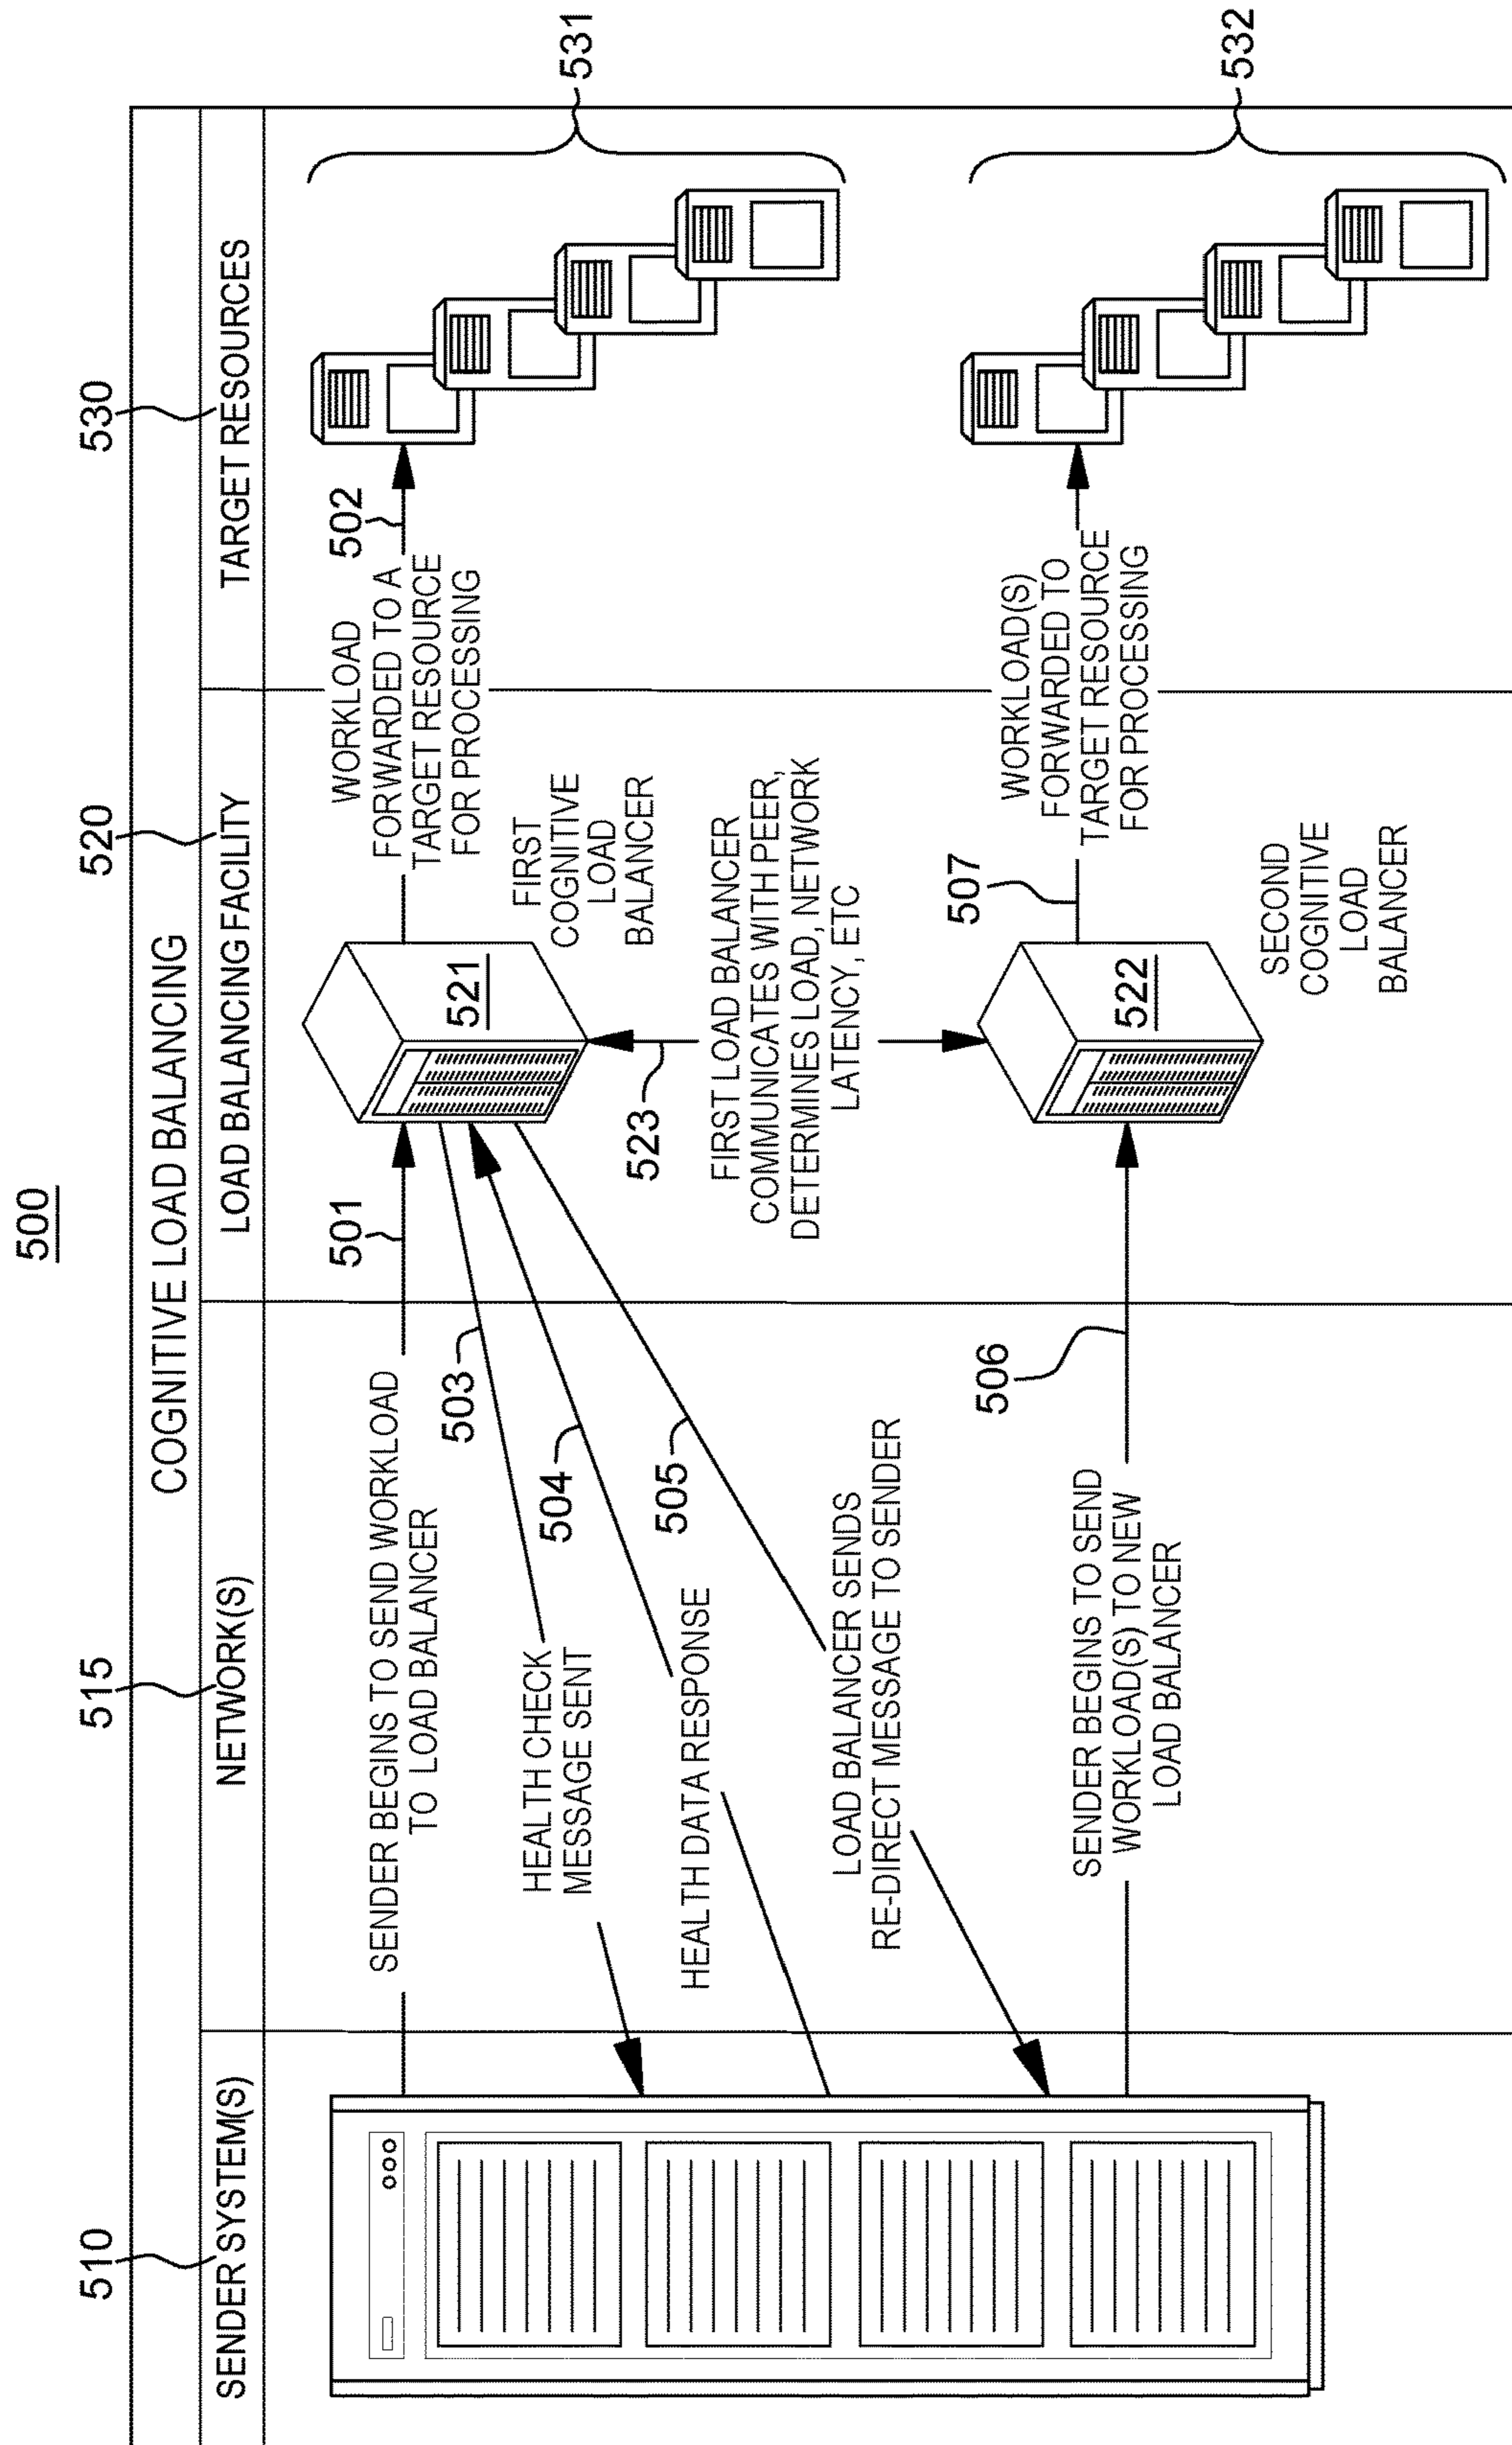 500
COGNITIVE LOAD BALANCING
510
515
520
530
SENDER SYSTEM(S)
NETWORK(S)
LOAD BALANCING FACILITY
TARGET RESOURCES
SENDER BEGINS TO SEND WORKLOAD
TO LOAD BALANCER
501
521
FIRST
COGNITIVE
LOAD
BALANCER
WORKLOAD
FORWARDED TO A
TARGET RESOURCE
FOR PROCESSING
502
531
HEALTH CHECK
MESSAGE SENT
503
HEALTH DATA RESPONSE
504
LOAD BALANCER SENDS
RE-DIRECT MESSAGE TO SENDER
505
523
FIRST LOAD BALANCER
COMMUNICATES WITH PEER,
DETERMINES LOAD, NETWORK
LATENCY, ETC
SENDER BEGINS TO SEND
WORKLOAD(S) TO NEW
LOAD BALANCER
506
522
SECOND
COGNITIVE
LOAD
BALANCER
507
WORKLOAD(S)
FORWARDED TO
TARGET RESOURCE
FOR PROCESSING
532